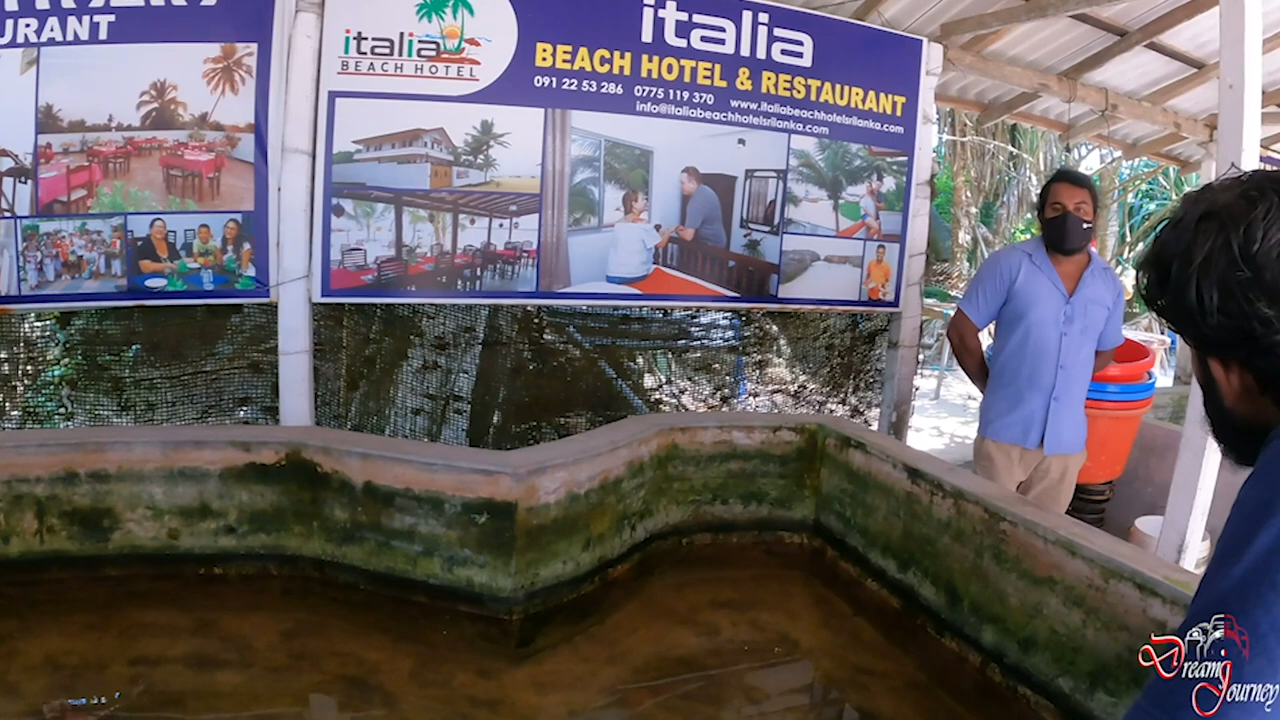 URANT
italia
BEACH HOTEL
italia
BEACH HOTEL & RESTAURANT
091 22 53 286 0775 119 370 www.italiabeachhotelsrilanka.com
info@italiabeachhotelsrilanka.com
Dream
Journey